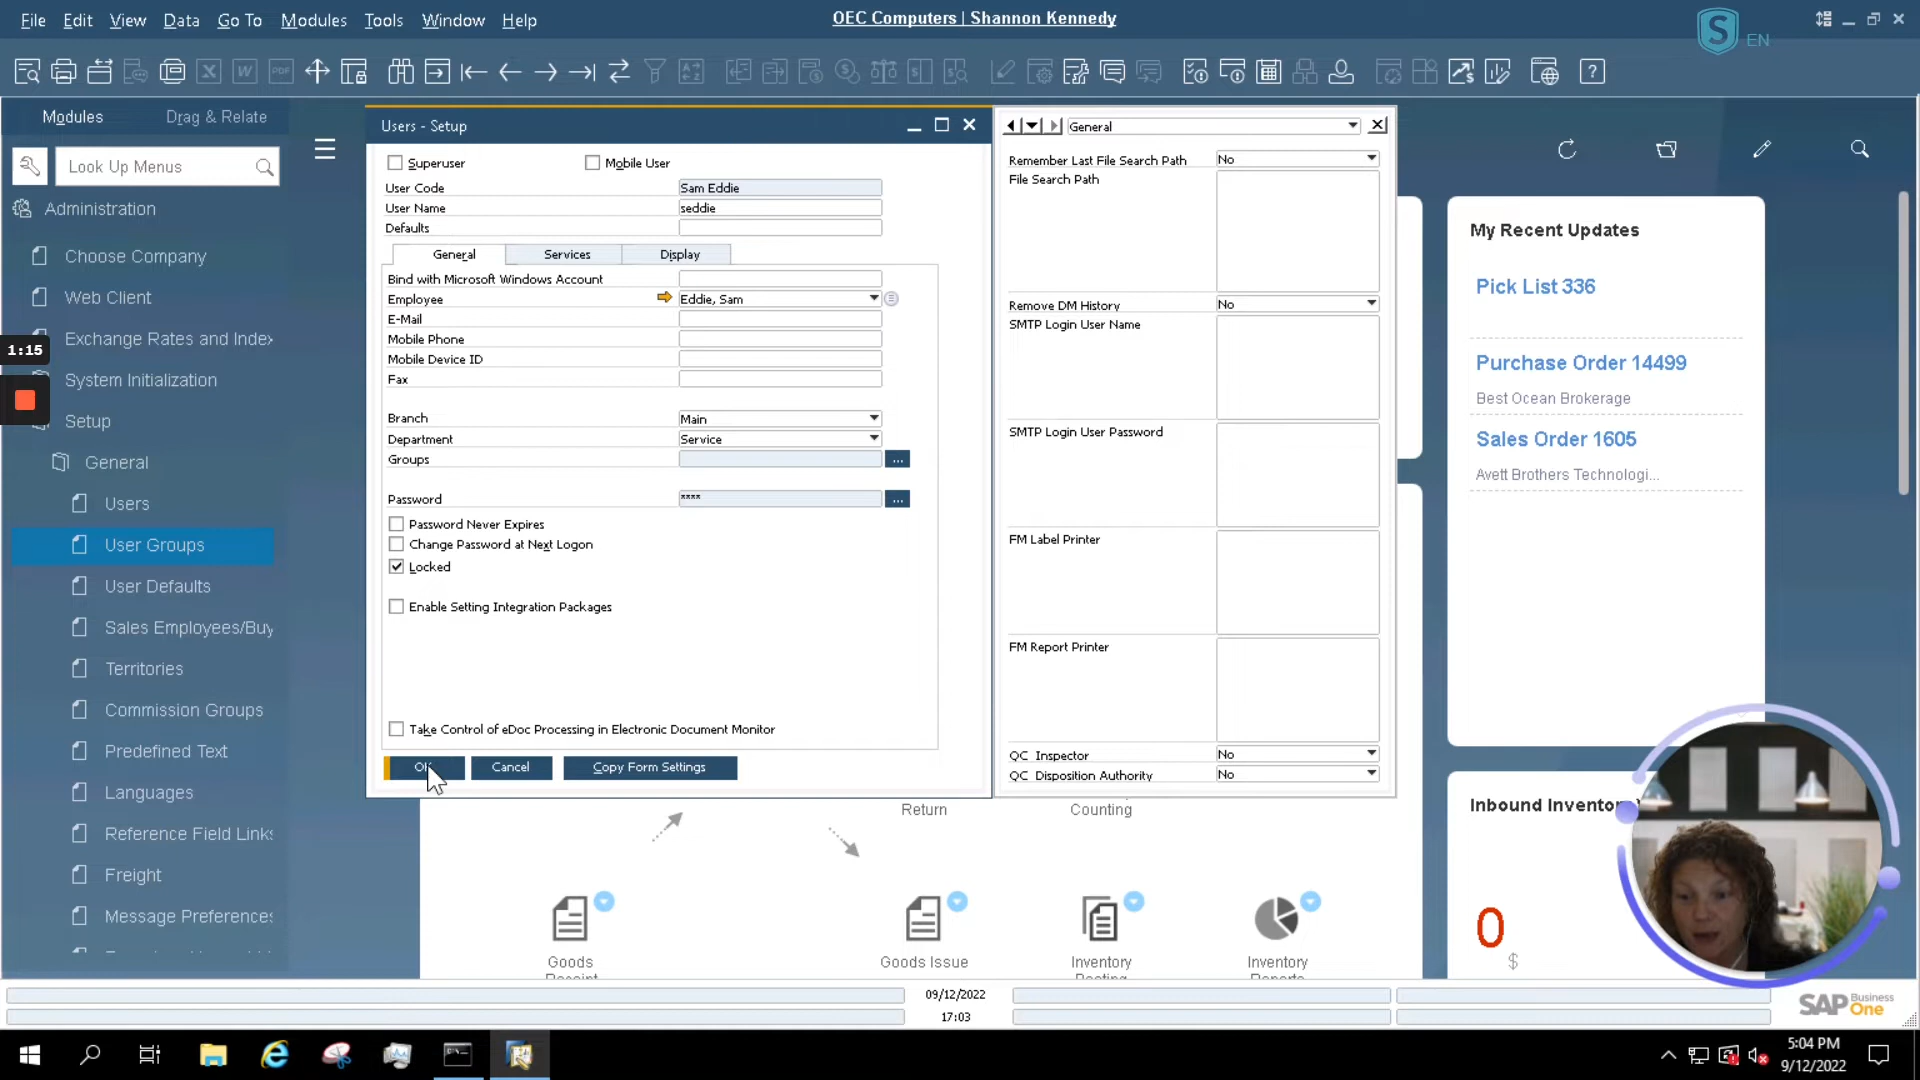 File Edit View Data Go To Modules Tools Window Help
OEC Computers | Shannon Kennedy
EN
Modules
Drag & Relate
Look Up Menus
Administration
Choose Company
Web Client
Exchange Rates and Index
1:15
System Initialization
Setup
General
Users
User Groups
User Defaults
Sales Employees/Buy
Territories
Commission Groups
Predefined Text
Languages
Reference Field Links
Freight
Message Preferences
Users - Setup
Superuser
Mobile User
User Code Sam Eddie
User Name seddie
Defaults
General Services Display
Bind with Microsoft Windows Account
Employee Eddie, Sam
E-Mail
Mobile Phone
Mobile Device ID
Fax
Branch Main
Department Service
Groups ...
Password **** ...
Password Never Expires
Change Password at Next Logon
Locked
Enable Setting Integration Packages
Take Control of eDoc Processing in Electronic Document Monitor
OK Cancel Copy Form Settings
General
Remember Last File Search Path No
File Search Path
Remove DM History No
SMTP Login User Name
SMTP Login User Password
FM Label Printer
FM Report Printer
QC Inspector No
QC Disposition Authority No
My Recent Updates
Pick List 336
Purchase Order 14499
Best Ocean Brokerage
Sales Order 1605
Avett Brothers Technologi...
Inbound Inventory
0
$
Return
Counting
Goods
Receipt
Goods Issue
Inventory
Posting
Inventory
Reports
09/12/2022
17:03
SAP Business One
5:04 PM
9/12/2022